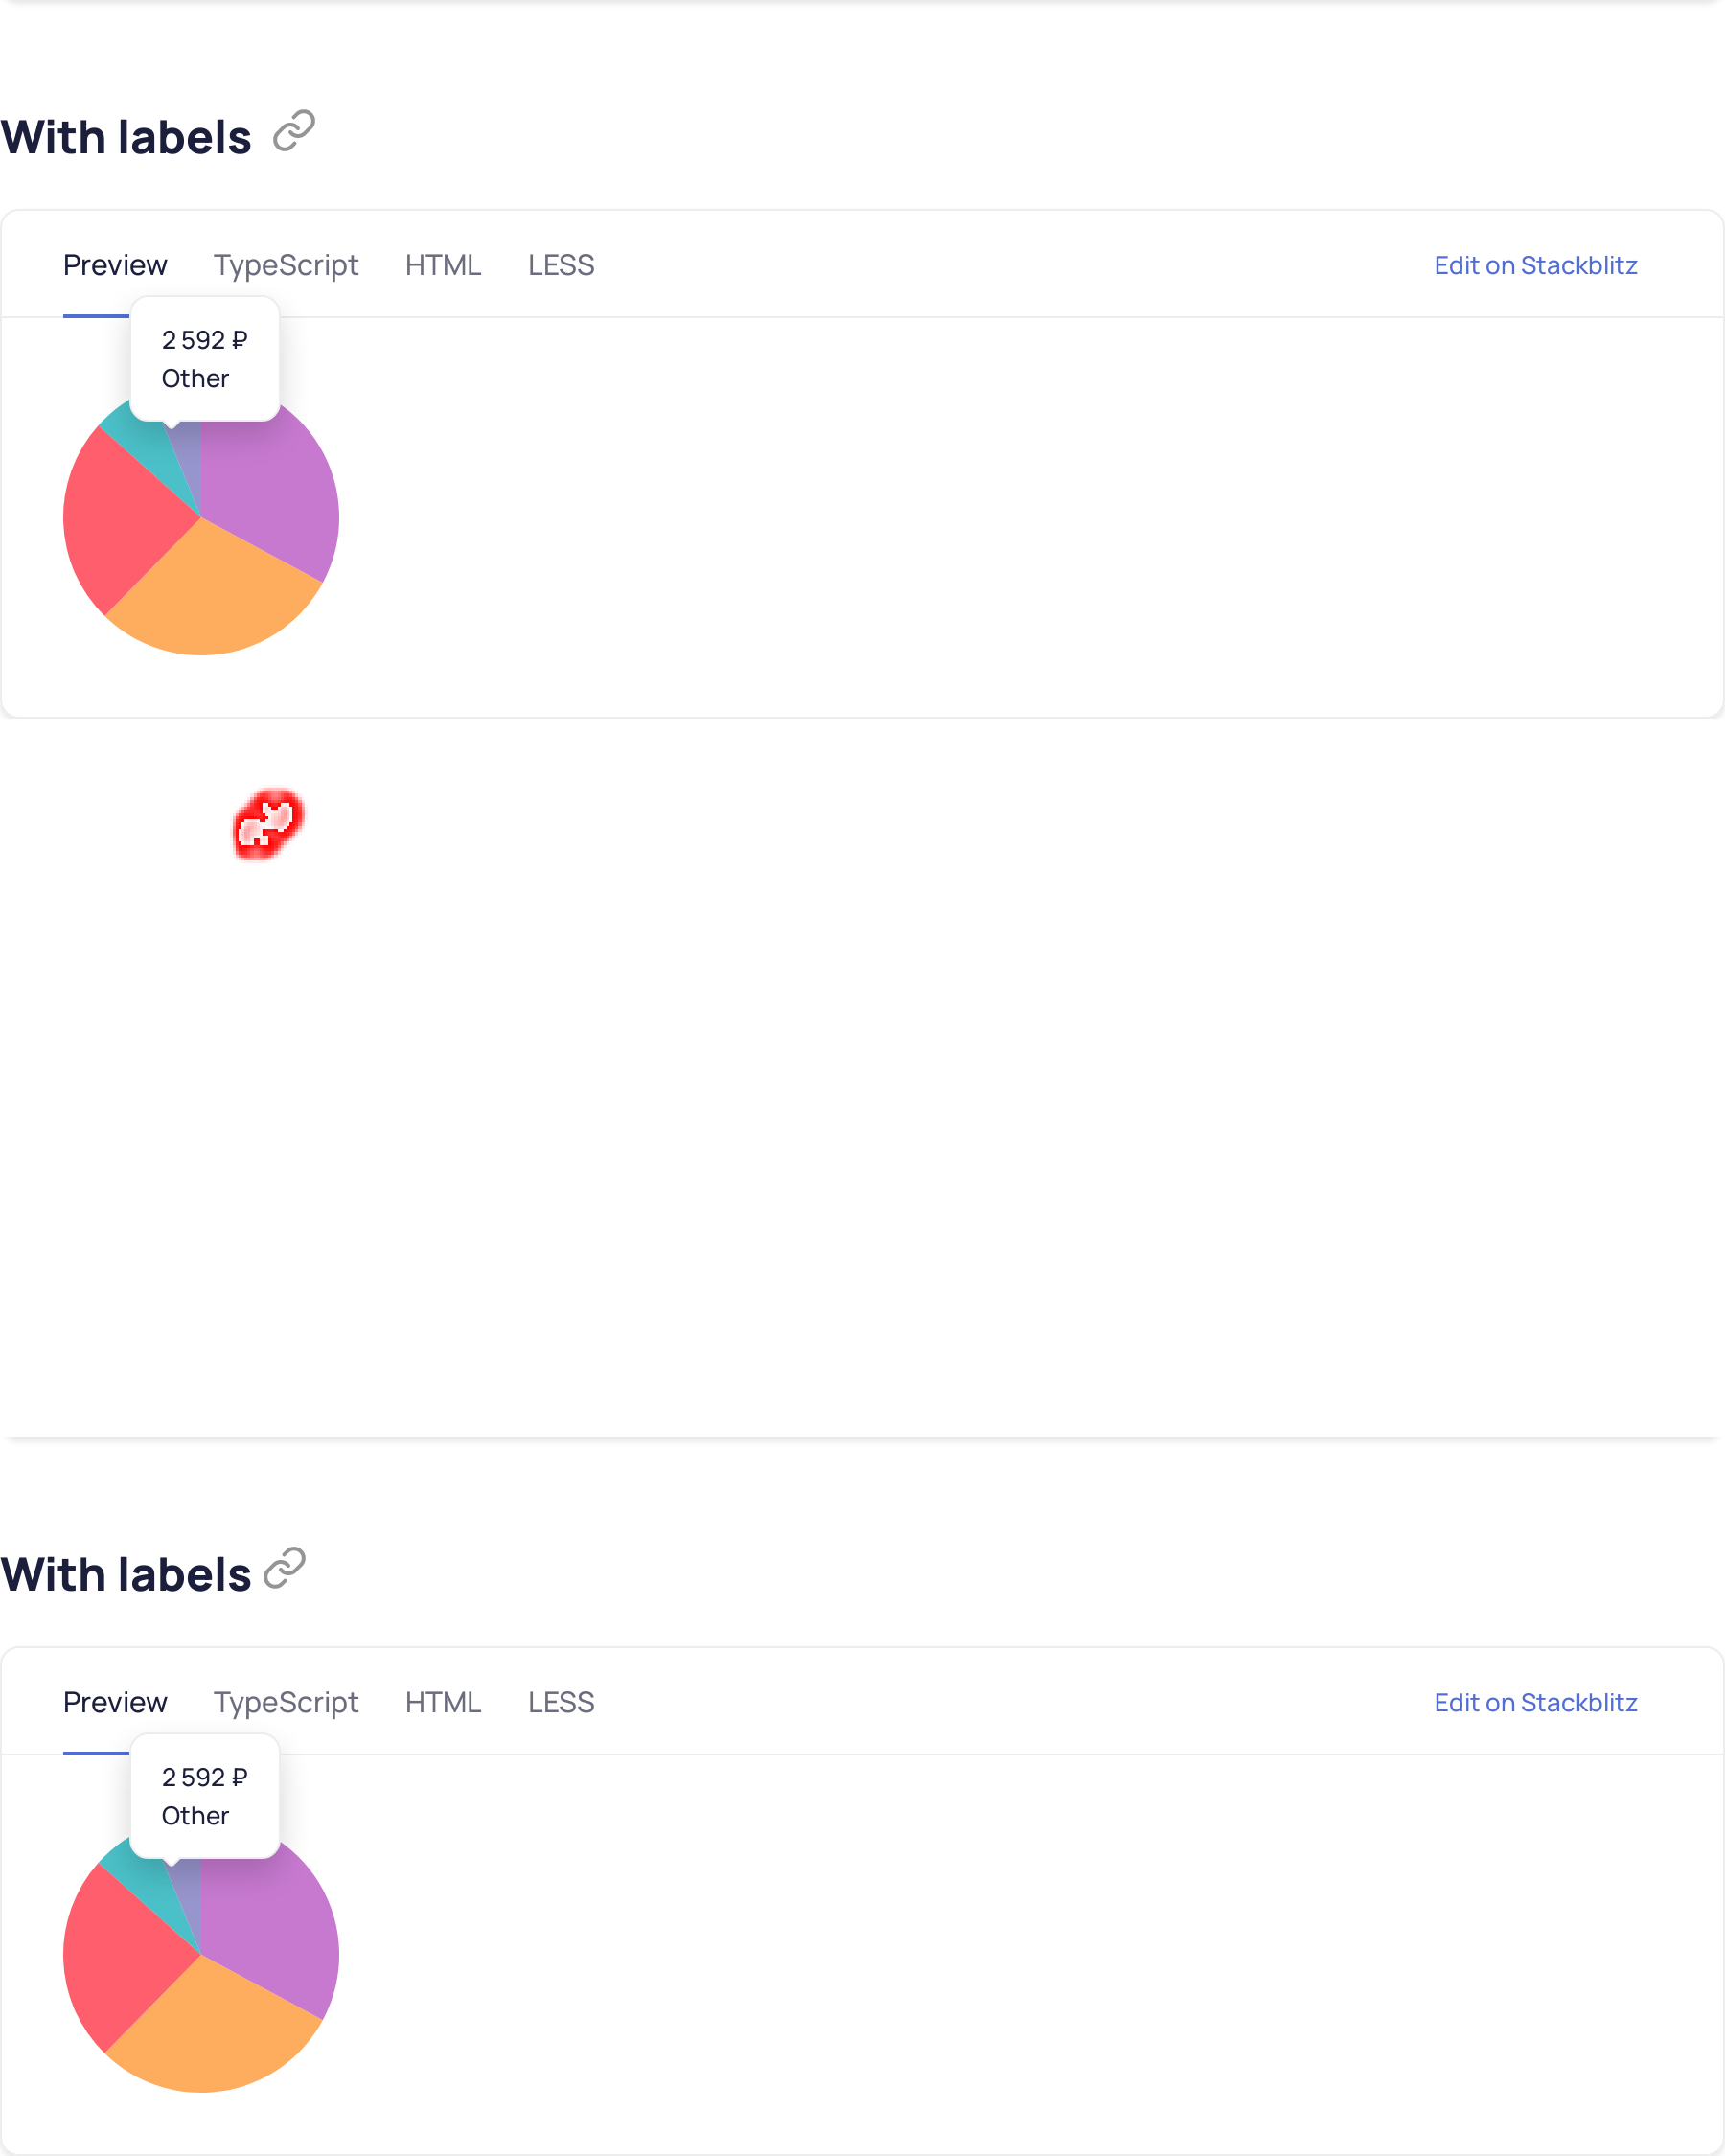 With labels
Preview TypeScript HTML LESS Edit on Stackblitz
2 592 ₽
Other
With labels
Preview TypeScript HTML LESS Edit on Stackblitz
2 592 ₽
Other